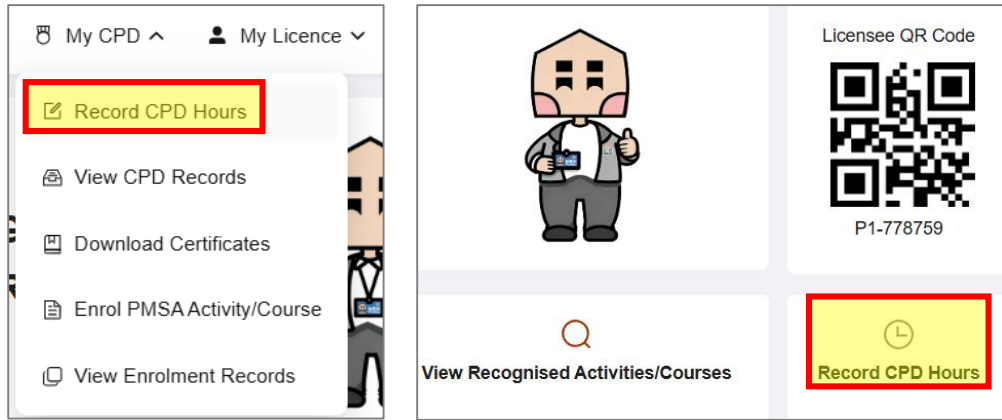 My CPD
My Licence
Record CPD Hours
View CPD Records
Download Certificates
Enrol PMSA Activity/Course
View Enrolment Records
Licensee QR Code
P1-778759
View Recognised Activities/Courses
Record CPD Hours